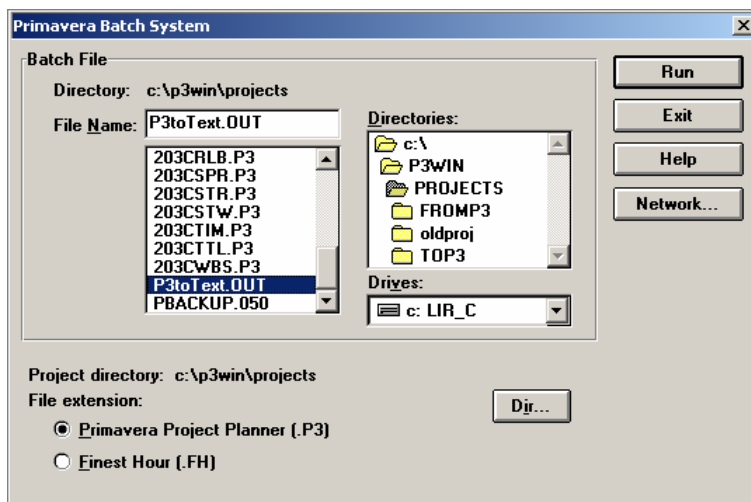 Primavera Batch System
Batch File
Directory: c:\p3win\projects
File Name: P3toText.OUT
203CRLB.P3
203CSPR.P3
203CSTR.P3
203CSTW.P3
203CTIM.P3
203CTTL.P3
203CWBS.P3
P3toText.OUT
PBACKUP.050
Directories:
c:\
P3WIN
PROJECTS
FROMP3
oldproj
TOP3
Drives:
c: LIR_C
Run
Exit
Help
Network...
Project directory: c:\p3win\projects
File extension:
Dir...
Primavera Project Planner (.P3)
Finest Hour (.FH)